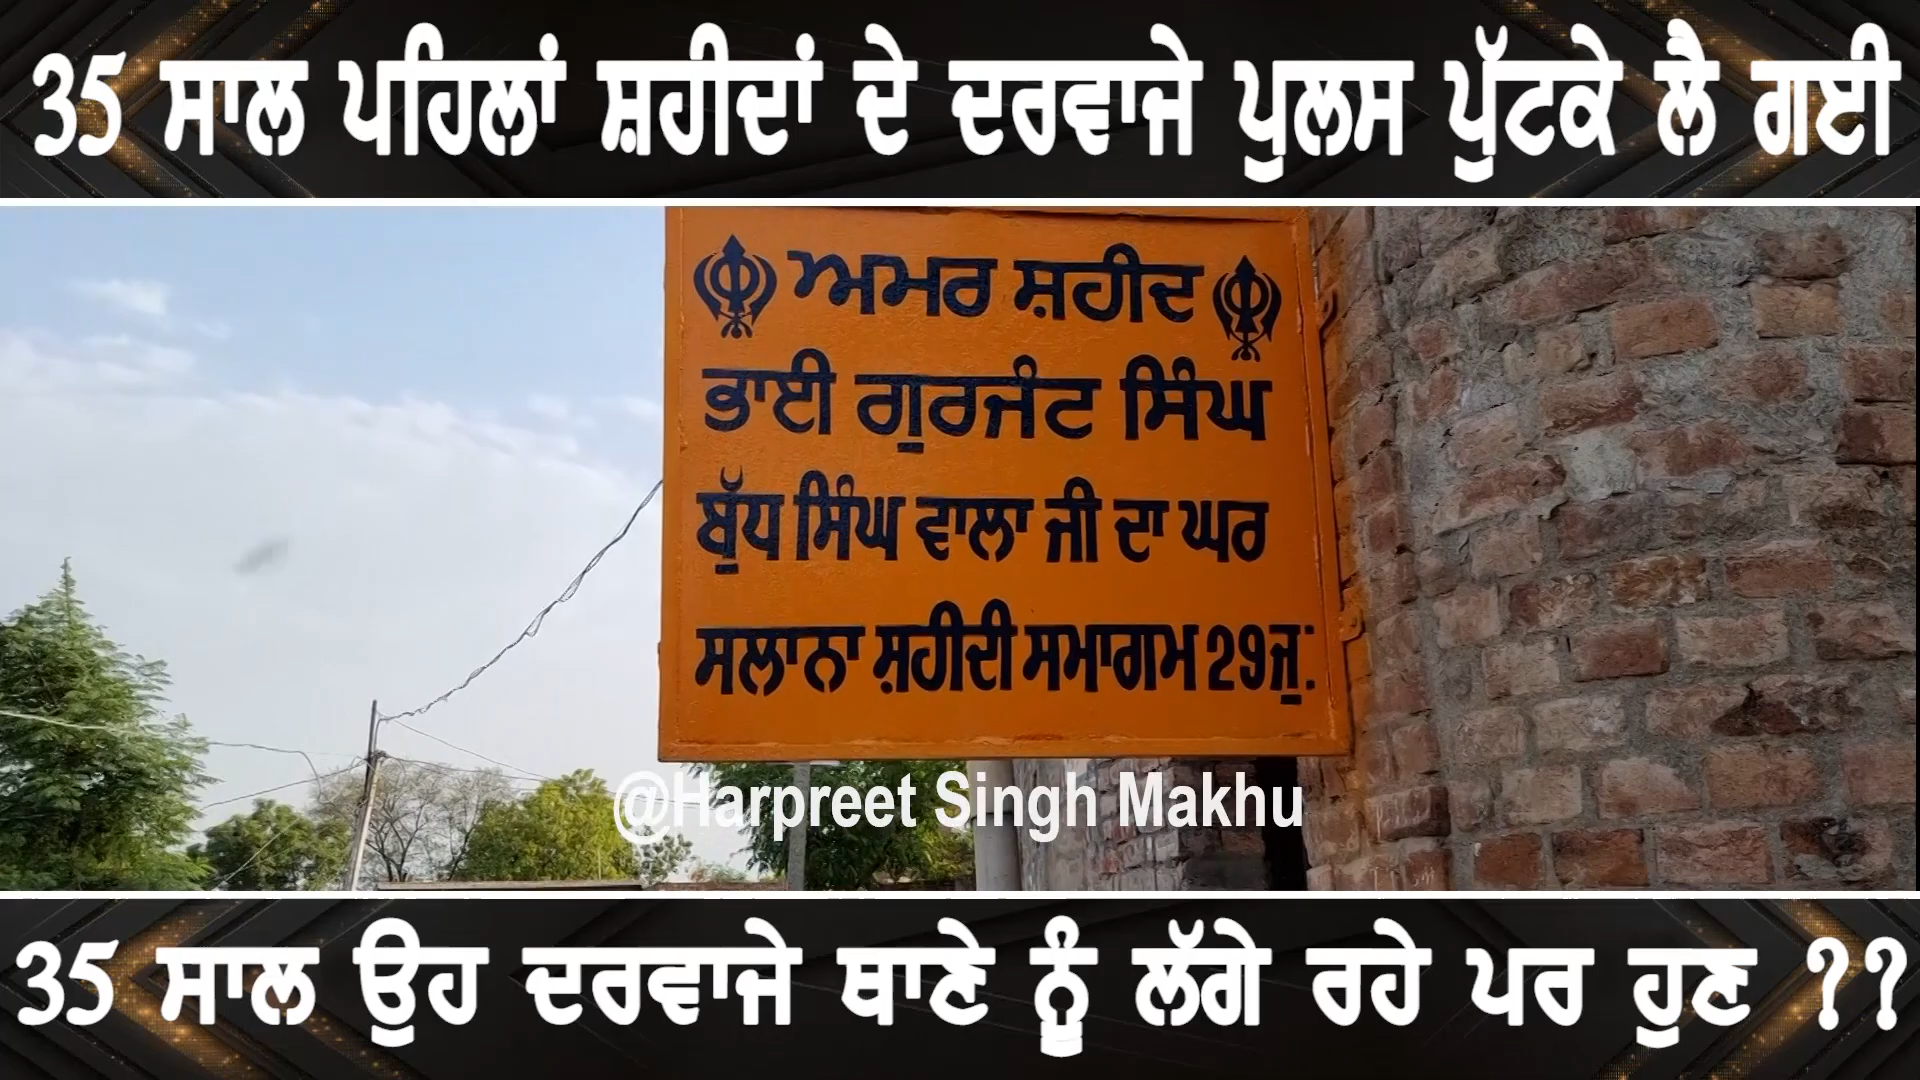 35 ਸਾਲ ਪਹਿਲਾਂ ਸ਼ਹੀਦਾਂ ਦੇ ਦਰਵਾਜੇ ਪੁਲਸ ਪੁੱਟਕੇ ਲੈ ਗਈ
ਅਮਰ ਸ਼ਹੀਦ
ਭਾਈ ਗੁਰਜੰਟ ਸਿੰਘ
ਬੁੱਧ ਸਿੰਘ ਵਾਲਾ ਜੀ ਦਾ ਘਰ
ਸਲਾਨਾ ਸ਼ਹੀਦੀ ਸਮਾਗਮ 29ਜੁ:
@Harpreet Singh Makhu
35 ਸਾਲ ਉਹ ਦਰਵਾਜੇ ਥਾਣੇ ਨੂੰ ਲੱਗੇ ਰਹੇ ਪਰ ਹੁਣ ??